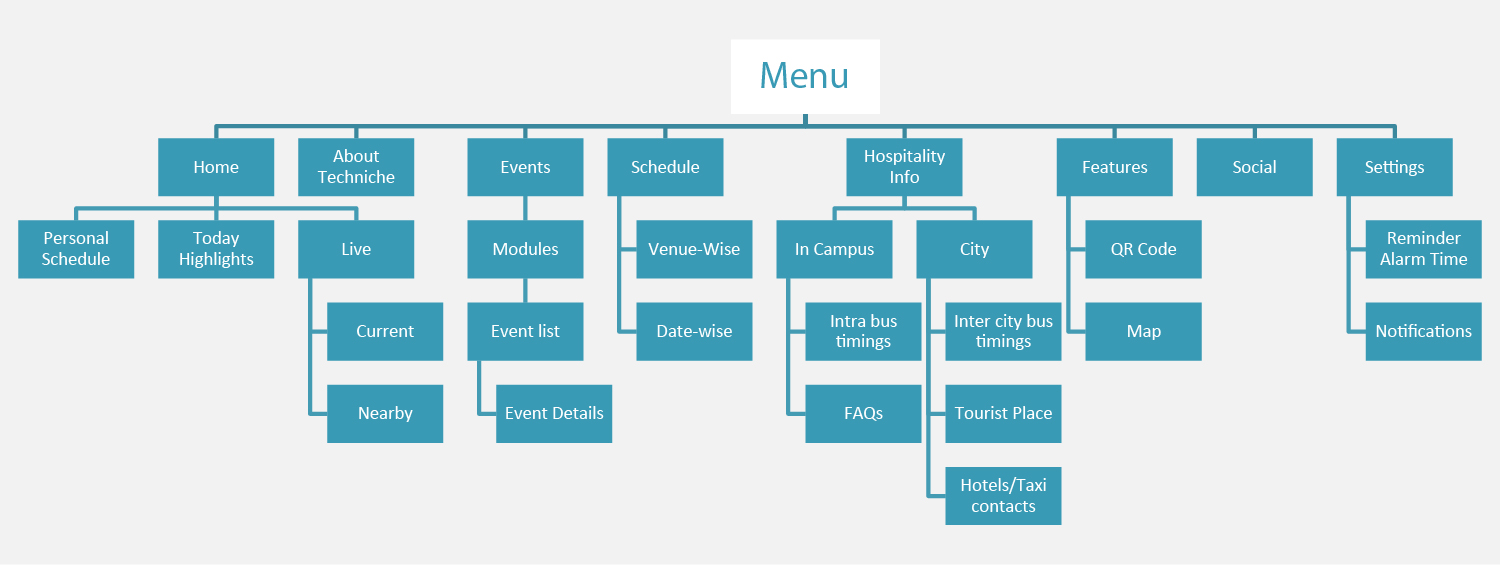 Menu
Home
About
Techniche
Events
Schedule
Hospitality
Info
Features
Social
Settings
Personal
Schedule
Today
Highlights
Live
Modules
Venue-Wise
In Campus
City
QR Code
Reminder
Alarm Time
Current
Event list
Date-wise
Intra bus
timings
Inter city bus
timings
Map
Notifications
Nearby
Event Details
FAQs
Tourist Place
Hotels/Taxi
contacts